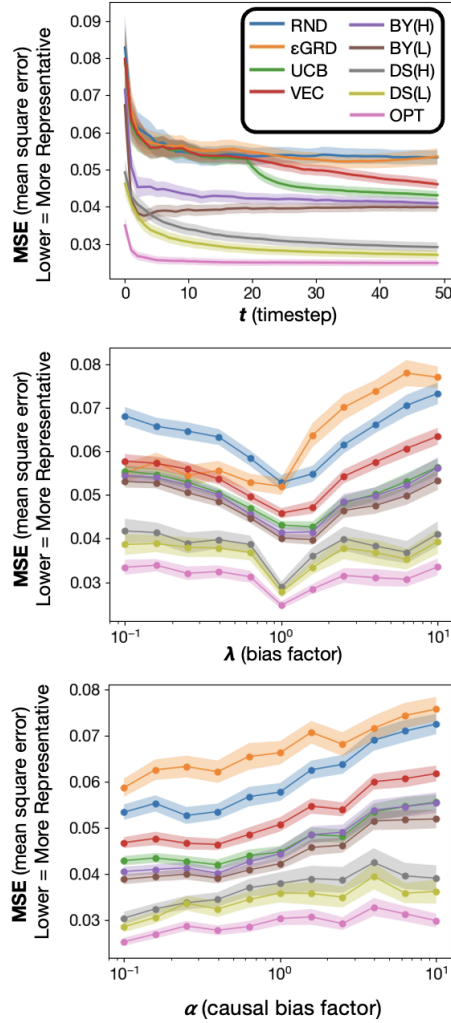 0.09
0.08
0.07
0.06
0.05
0.04
0.03
MSE (mean square error)
Lower = More Representative
RND
εGRD
UCB
VEC
BY(H)
BY(L)
DS(H)
DS(L)
OPT
0 10 20 30 40 50
t (timestep)
0.08
0.07
0.06
0.05
0.04
0.03
MSE (mean square error)
Lower = More Representative
10⁻¹ 10⁰ 10¹
λ (bias factor)
0.08
0.07
0.06
0.05
0.04
0.03
MSE (mean square error)
Lower = More Representative
10⁻¹ 10⁰ 10¹
α (causal bias factor)